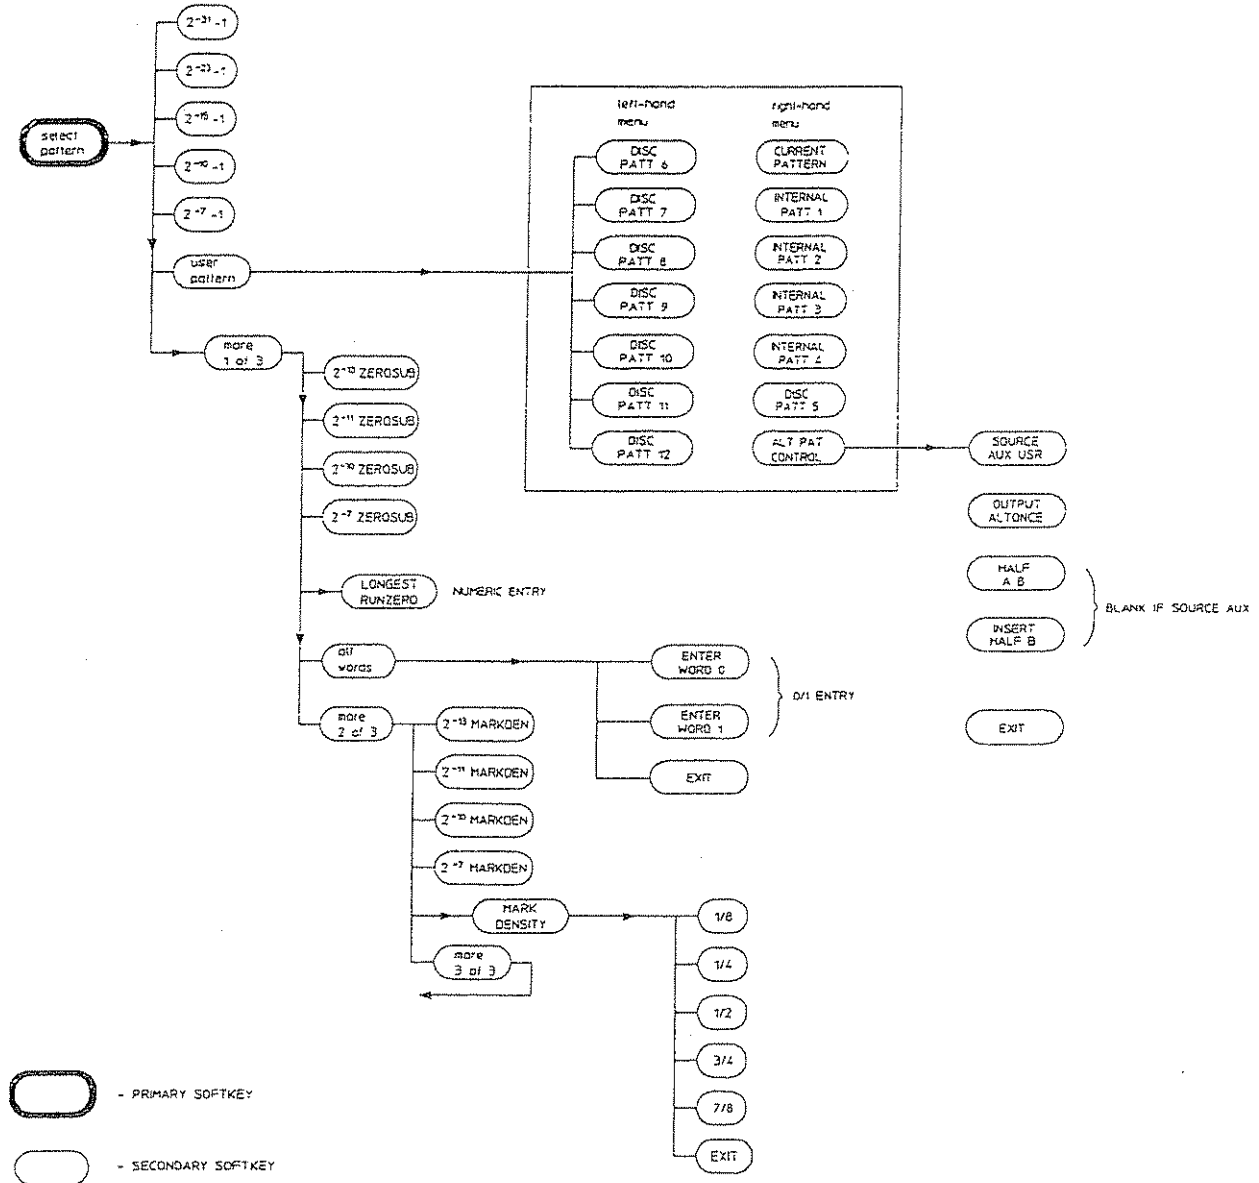 select
pattern
2^-31 -1
2^-23 -1
2^-15 -1
2^-10 -1
2^-7 -1
user
pattern
more
1 of 3
left-hand
menu
DISC
PATT 6
DISC
PATT 7
DISC
PATT 8
DISC
PATT 9
DISC
PATT 10
DISC
PATT 11
DISC
PATT 12
right-hand
menu
CURRENT
PATTERN
INTERNAL
PATT 1
INTERNAL
PATT 2
INTERNAL
PATT 3
INTERNAL
PATT 4
DISC
PATT 5
ALT PAT
CONTROL
SOURCE
AUX USR
OUTPUT
ALTONCE
HALF
A B
INSERT
HALF B
BLANK IF SOURCE AUX
EXIT
2^-13 ZEROSUB
2^-11 ZEROSUB
2^-10 ZEROSUB
2^-7 ZEROSUB
LONGEST
RUNZERO
NUMERIC ENTRY
alt
words
ENTER
WORD 0
ENTER
WORD 1
0/1 ENTRY
EXIT
more
2 of 3
2^-13 MARKDEN
2^-11 MARKDEN
2^-10 MARKDEN
2^-7 MARKDEN
MARK
DENSITY
more
3 of 3
1/8
1/4
1/2
3/4
7/8
EXIT
- PRIMARY SOFTKEY
- SECONDARY SOFTKEY